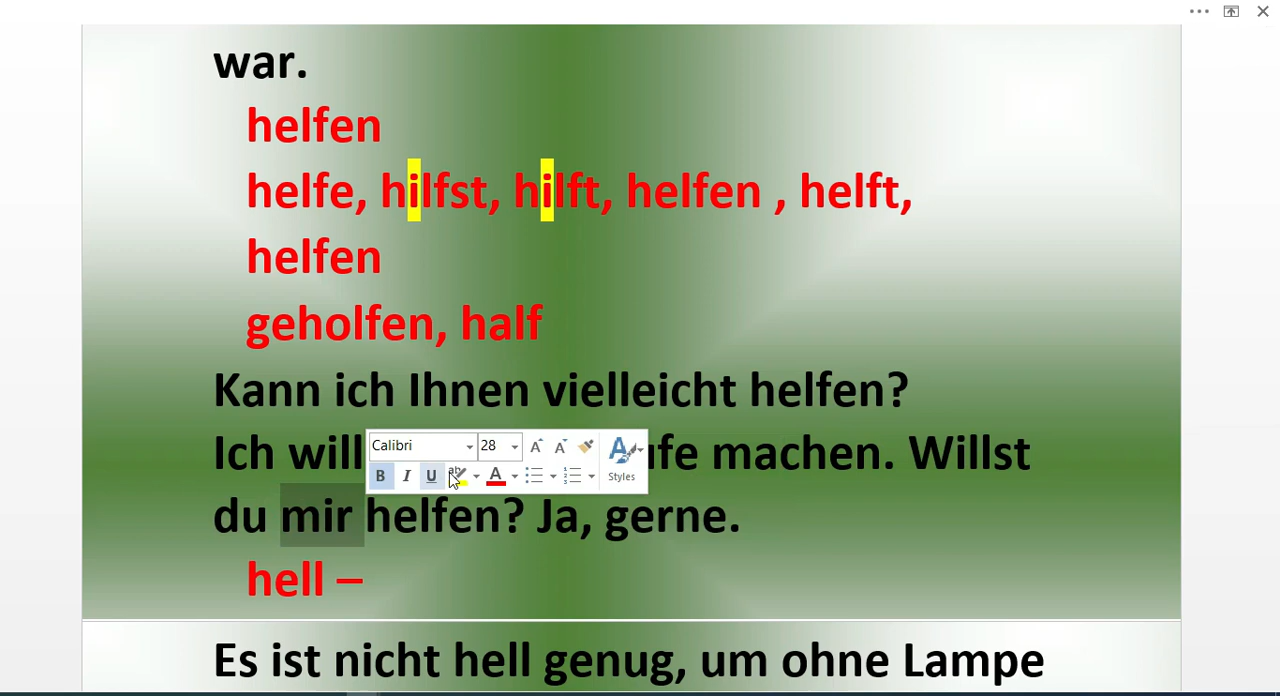 war.
helfen
helfe, hilfst, hilft, helfen , helft,
helfen
geholfen, half
Kann ich Ihnen vielleicht helfen?
Calibri 28
Ich will machen. Willst
Styles
du mir helfen? Ja, gerne.
hell –
Es ist nicht hell genug, um ohne Lampe